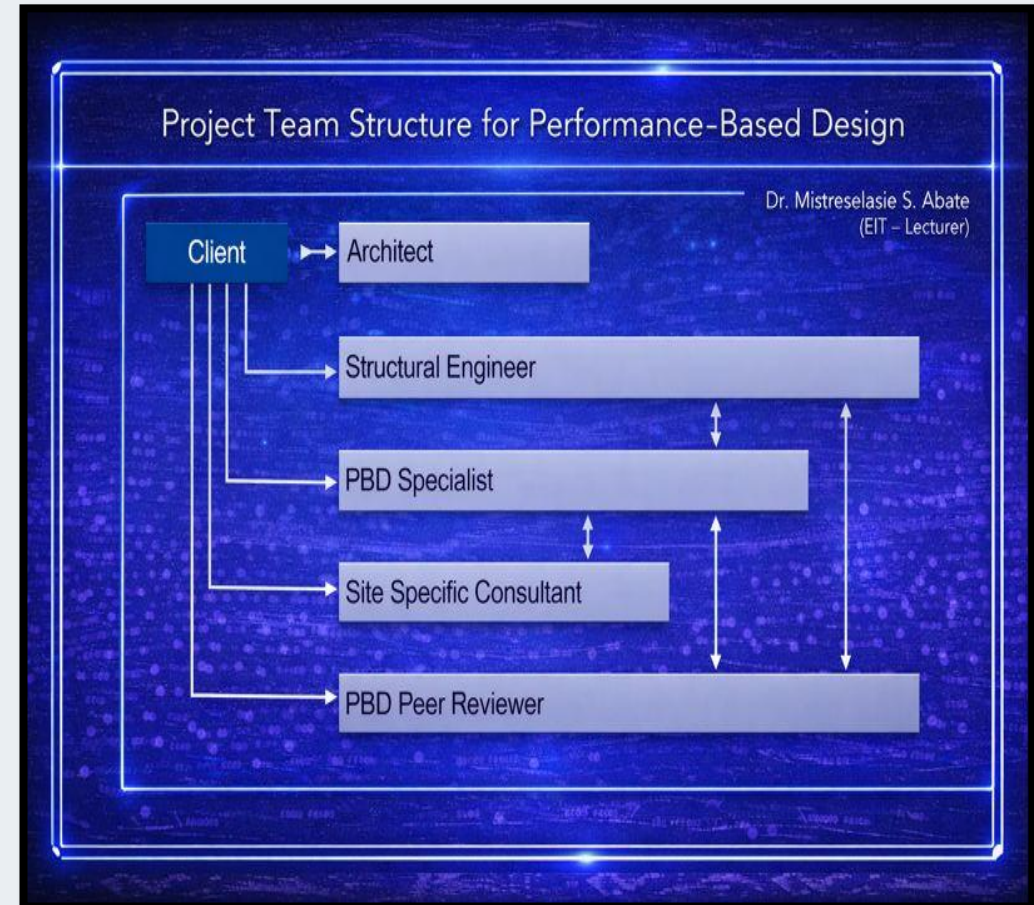 Project Team Structure for Performance-Based Design
Dr. Mistreselasie S. Abate
(EIT – Lecturer)
Client
Architect
Structural Engineer
PBD Specialist
Site Specific Consultant
PBD Peer Reviewer